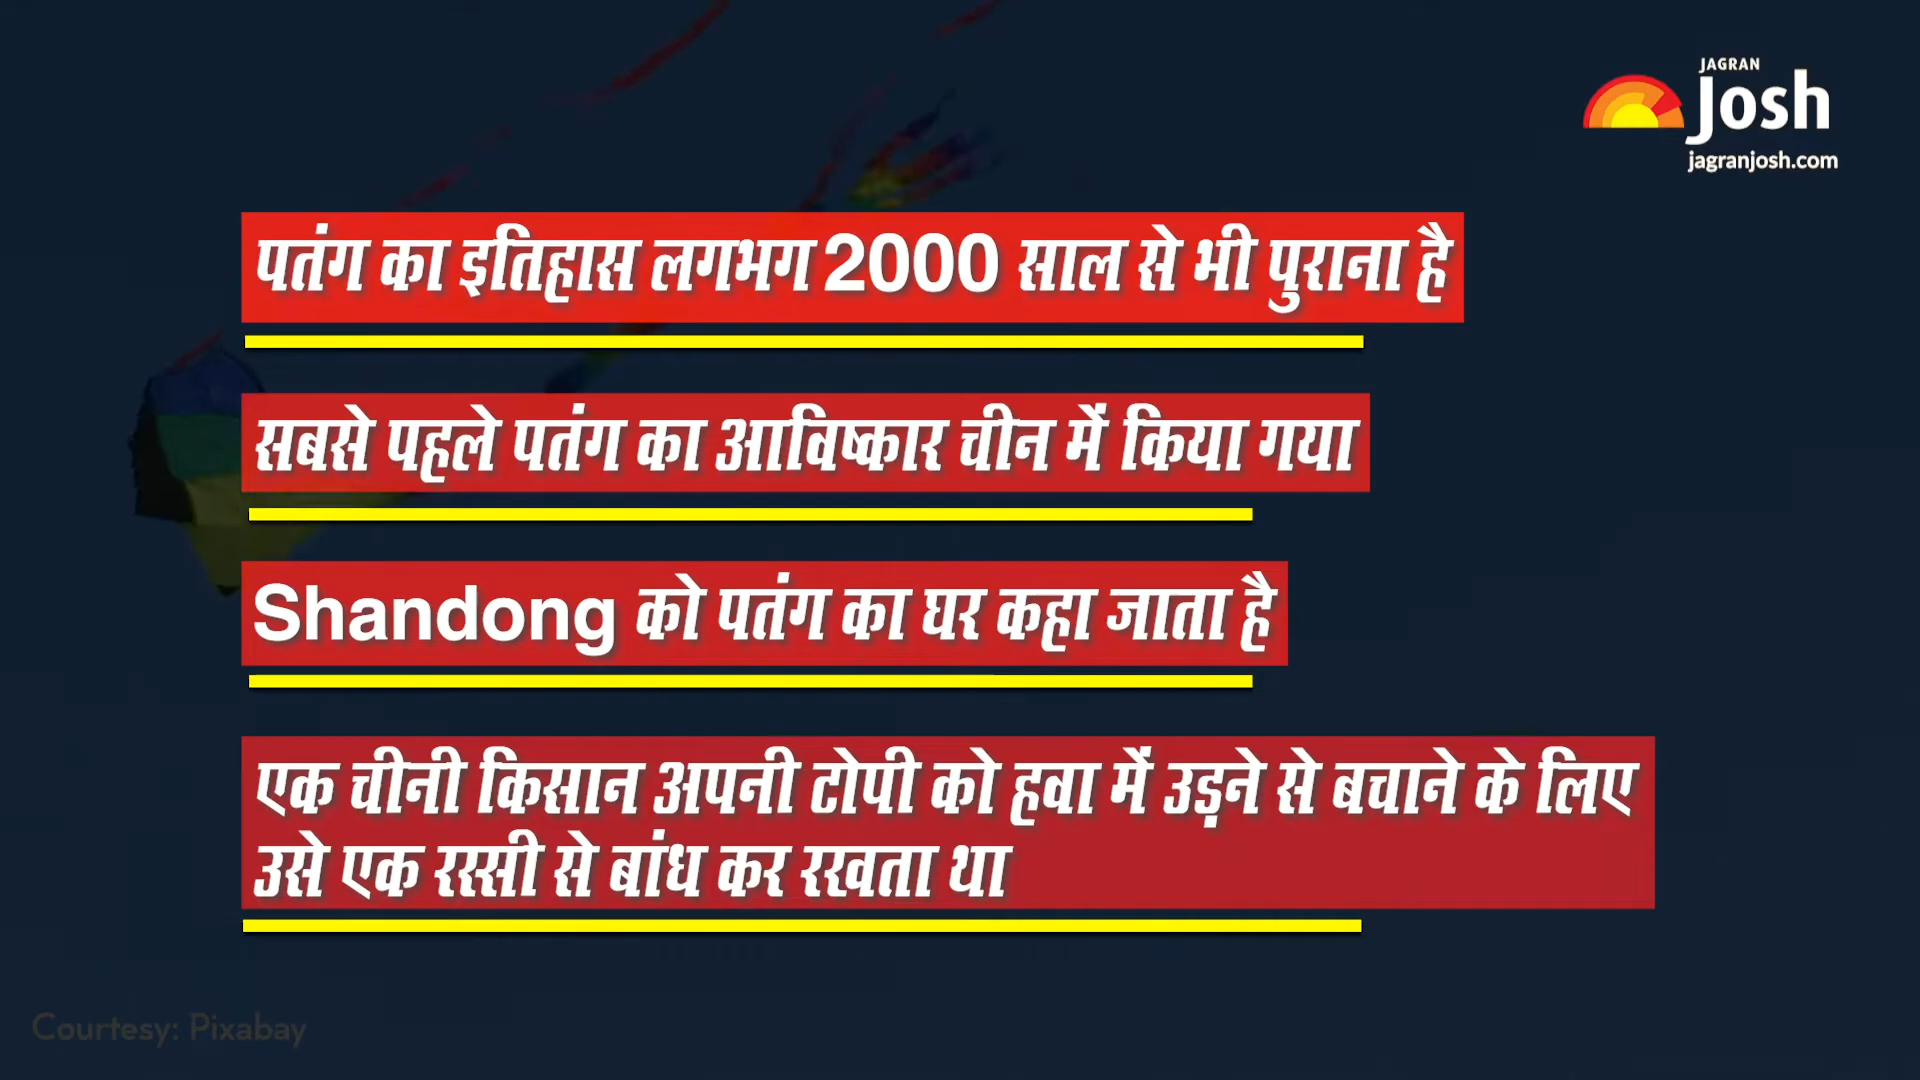 JAGRAN
Josh
jagranjosh.com
पतंग का इतिहास लगभग 2000 साल से भी पुराना है
सबसे पहले पतंग का आविष्कार चीन में किया गया
Shandong को पतंग का घर कहा जाता है
एक चीनी किसान अपनी टोपी को हवा में उड़ने से बचाने के लिए
उसे एक रस्सी से बांध कर रखता था
Courtesy: Pixabay